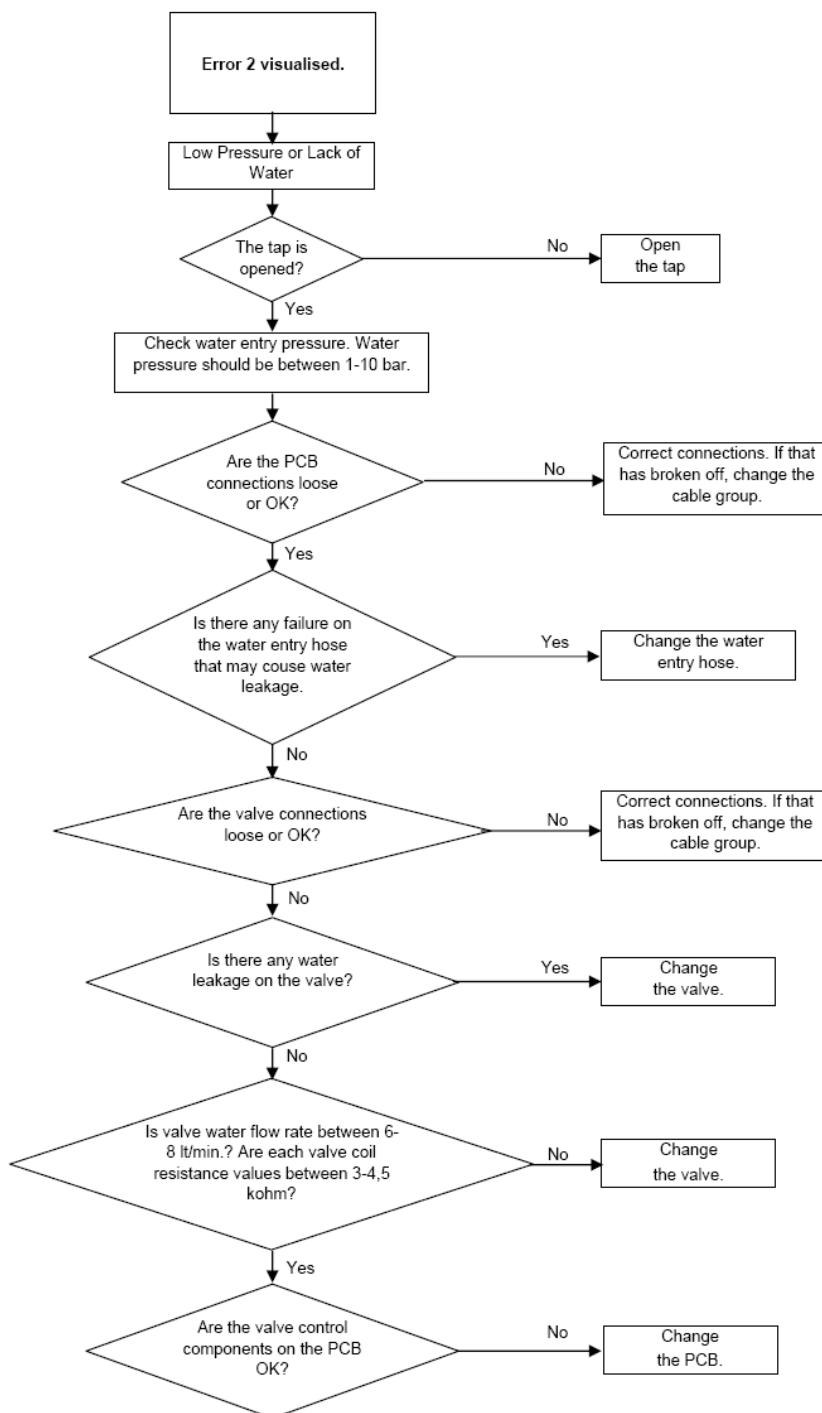 Error 2 visualised.
Low Pressure or Lack of
Water
The tap is
opened?
No
Open
the tap
Yes
Check water entry pressure. Water
pressure should be between 1-10 bar.
Are the PCB
connections loose
or OK?
No
Correct connections. If that
has broken off, change the
cable group.
Yes
Is there any failure on
the water entry hose
that may couse water
leakage.
Yes
Change the water
entry hose.
No
Are the valve connections
loose or OK?
No
Correct connections. If that
has broken off, change the
cable group.
No
Is there any water
leakage on the valve?
Yes
Change
the valve.
No
Is valve water flow rate between 6-
8 lt/min.? Are each valve coil
resistance values between 3-4,5
kohm?
No
Change
the valve.
Yes
Are the valve control
components on the PCB
OK?
No
Change
the PCB.